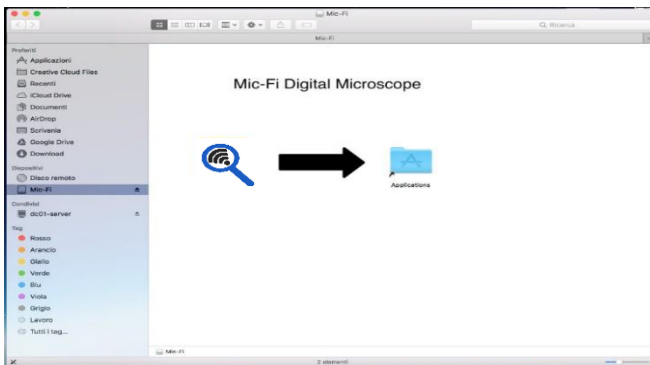 Mic-Fi
Ricerca
Mic-Fi
Preferiti
Applicazioni
Creative Cloud Files
Recenti
iCloud Drive
Documenti
AirDrop
Scrivania
Google Drive
Download
Dispositivi
Disco remoto
Mic-Fi
Condivisi
dc01-server
Tag
Rosso
Arancio
Giallo
Verde
Blu
Viola
Grigio
Lavoro
Tutti i tag...
Mic-Fi Digital Microscope
Applications
Mic-Fi
2 elementi